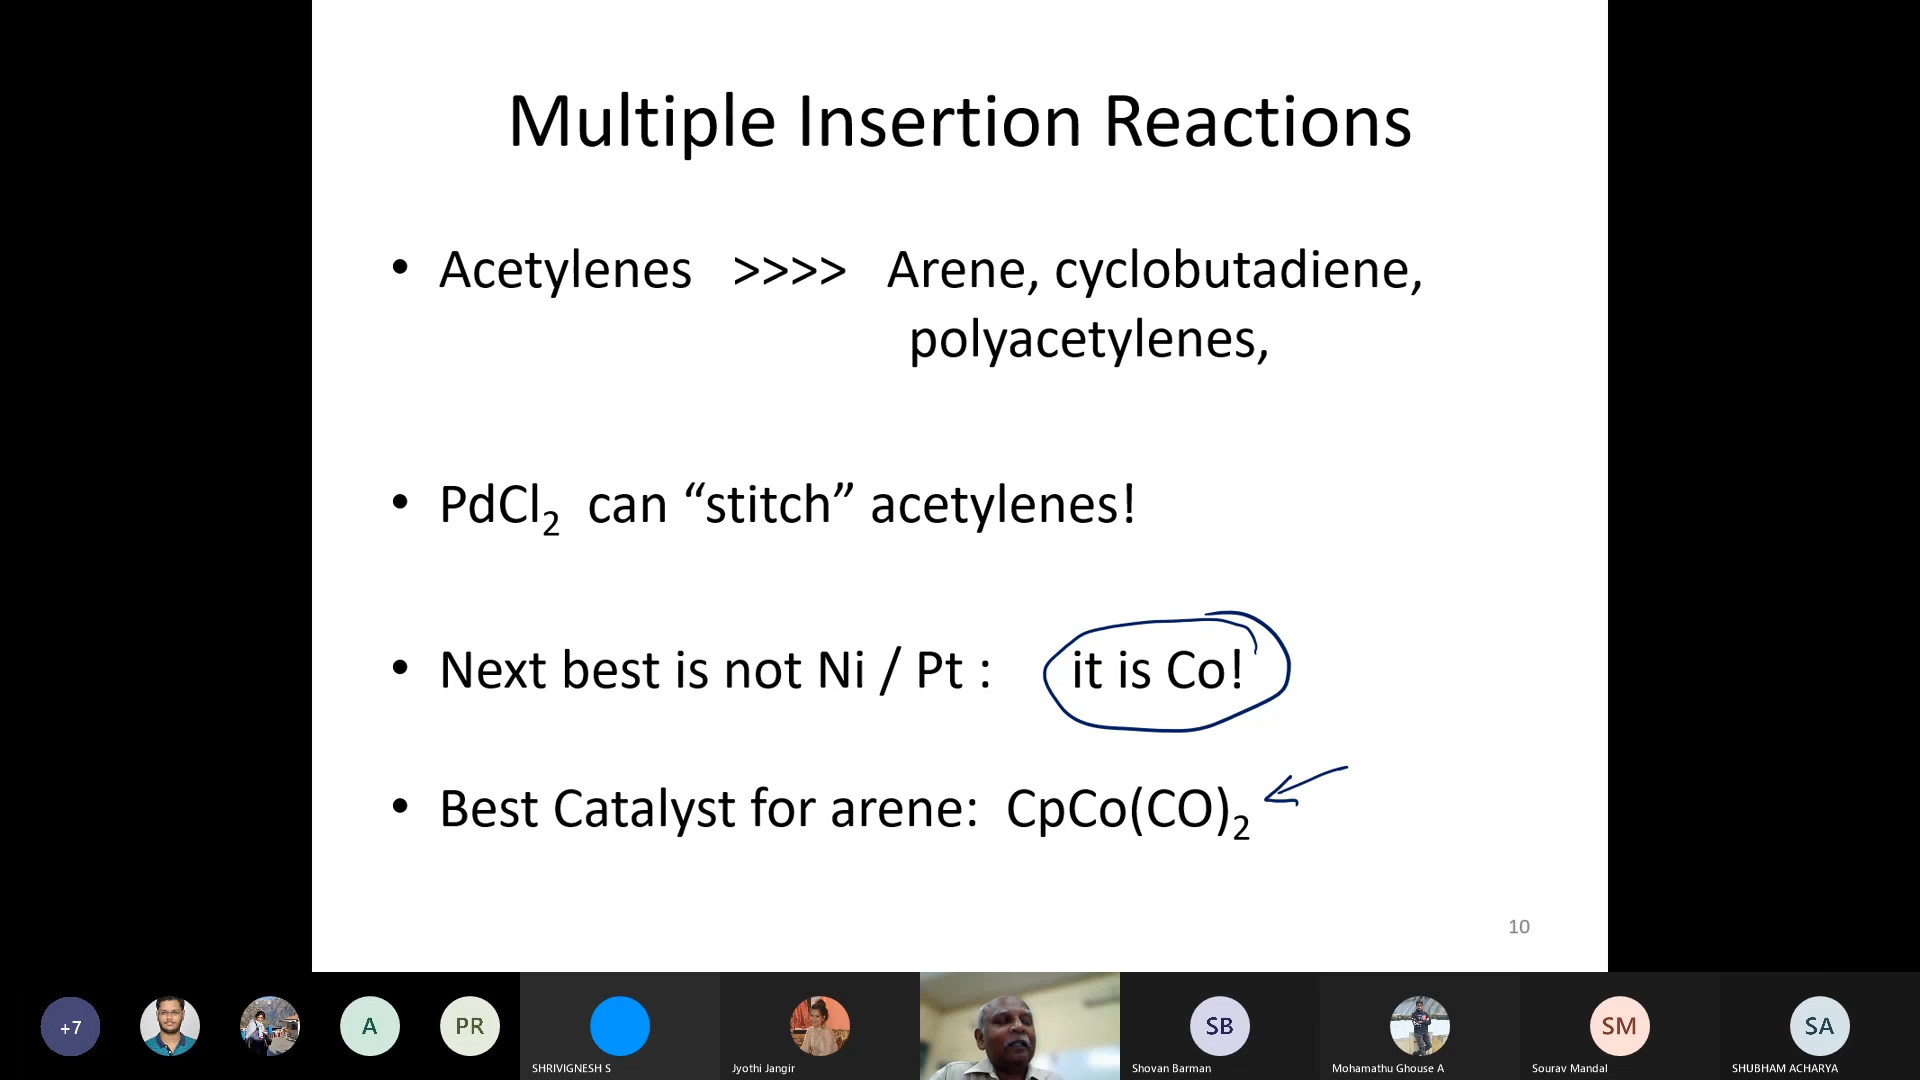 Multiple Insertion Reactions
• Acetylenes >>>> Arene, cyclobutadiene,
polyacetylenes,
• PdCl₂ can “stitch” acetylenes!
• Next best is not Ni / Pt : it is Co!
• Best Catalyst for arene: CpCo(CO)₂
10
+7
A
PR
SB
SM
SA
SHRIVIGNESH S
Jyothi Jangir
Shovan Barman
Mohamathu Ghouse A
Sourav Mandal
SHUBHAM ACHARYA